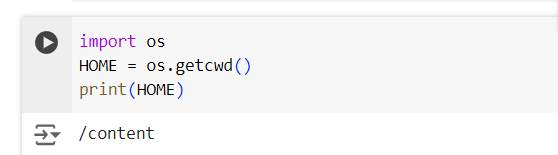 import os
HOME = os.getcwd()
print(HOME)
/content